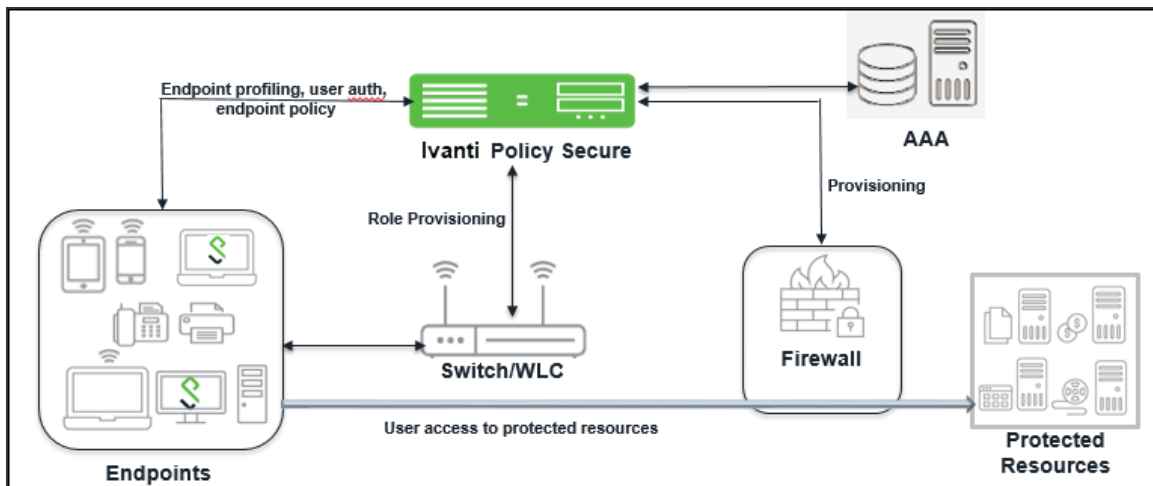 Endpoint profiling, user auth,
endpoint policy
Ivanti Policy Secure
AAA
Provisioning
Role Provisioning
Switch/WLC
Firewall
User access to protected resources
Endpoints
Protected
Resources